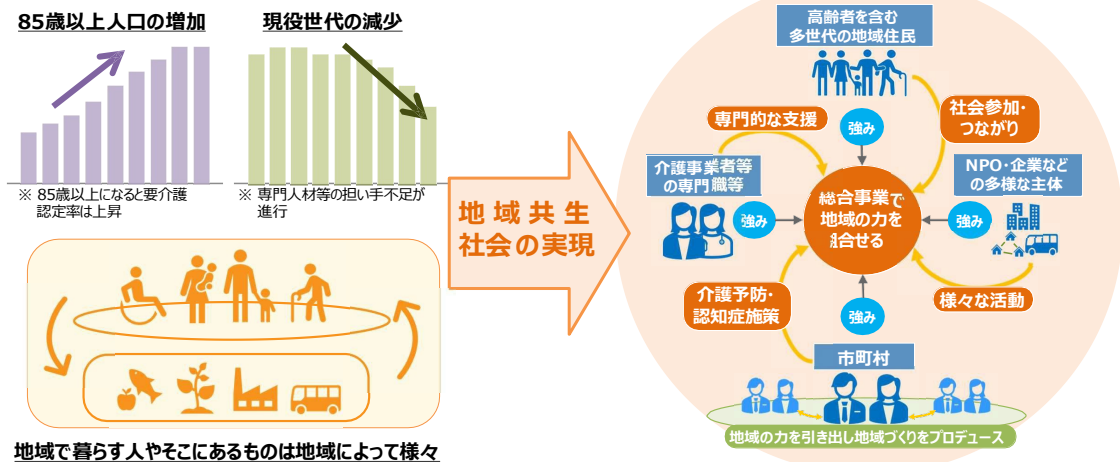 85歳以上人口の増加
現役世代の減少
※ 85歳以上になると要介護
認定率は上昇
※ 専門人材等の担い手不足が
進行
地域で暮らす人やそこにあるものは地域によって様々
地域共生
社会の実現
高齢者を含む
多世代の地域住民
専門的な支援
強み
社会参加・
つながり
介護事業者等
の専門職等
強み
総合事業で
地域の力を
組合せる
強み
NPO・企業など
の多様な主体
介護予防・
認知症施策
強み
様々な活動
市町村
地域の力を引き出し地域づくりをプロデュース